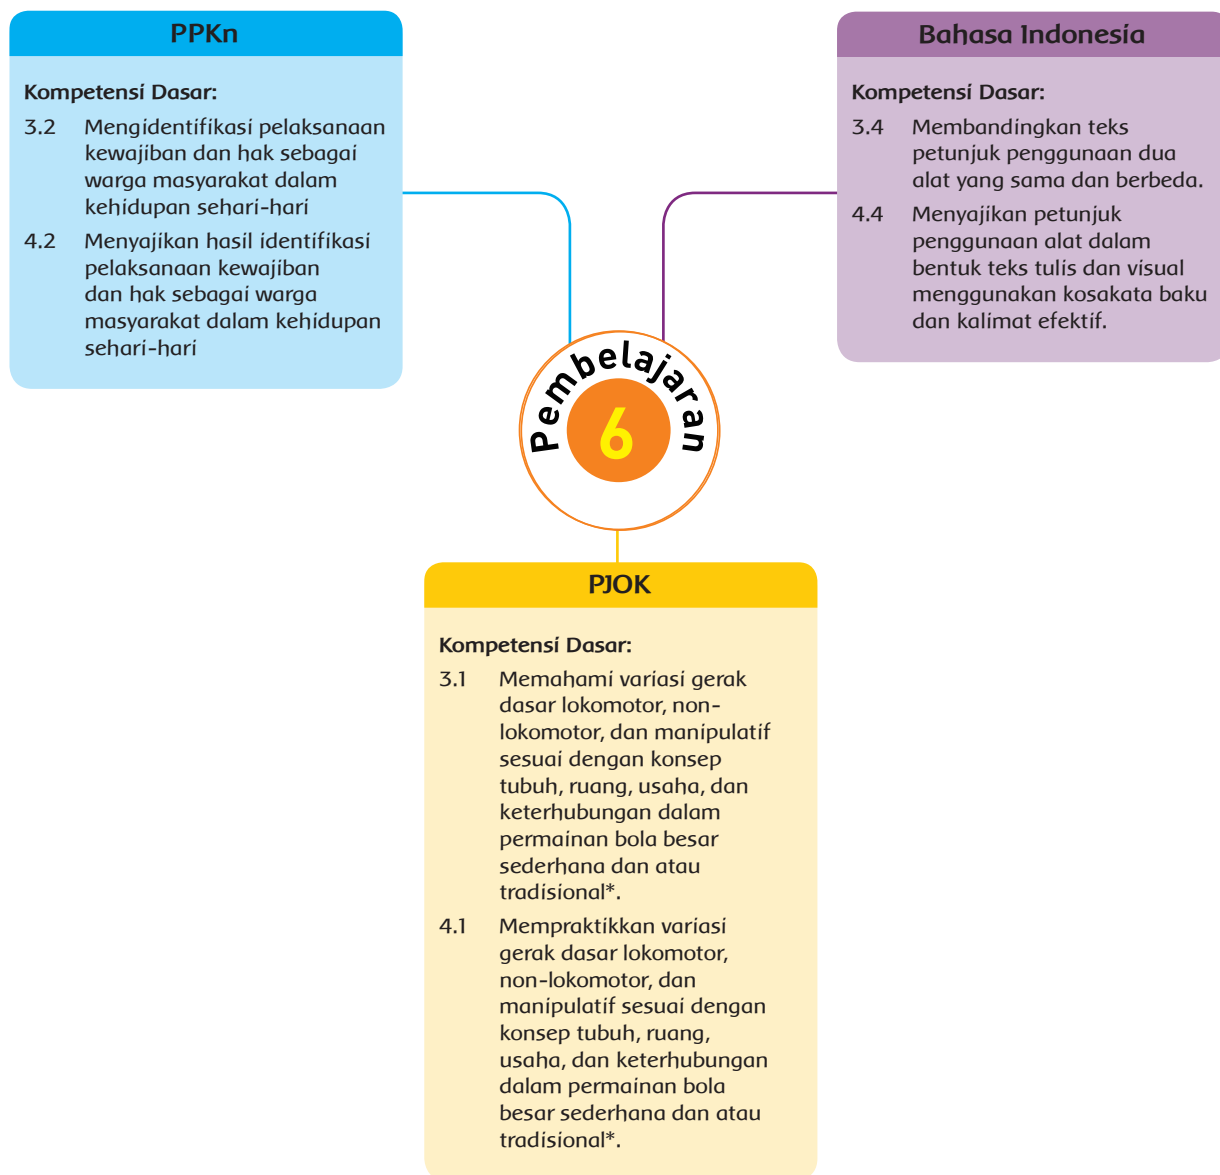 PPKn
Kompetensi Dasar:
3.2 Mengidentifikasi pelaksanaan
kewajiban dan hak sebagai
warga masyarakat dalam
kehidupan sehari-hari
4.2 Menyajikan hasil identifikasi
pelaksanaan kewajiban
dan hak sebagai warga
masyarakat dalam kehidupan
sehari-hari
Bahasa Indonesia
Kompetensi Dasar:
3.4 Membandingkan teks
petunjuk penggunaan dua
alat yang sama dan berbeda.
4.4 Menyajikan petunjuk
penggunaan alat dalam
bentuk teks tulis dan visual
menggunakan kosakata baku
dan kalimat efektif.
Pembelajaran
6
PJOK
Kompetensi Dasar:
3.1 Memahami variasi gerak
dasar lokomotor, non-
lokomotor, dan manipulatif
sesuai dengan konsep
tubuh, ruang, usaha, dan
keterhubungan dalam
permainan bola besar
sederhana dan atau
tradisional*.
4.1 Mempraktikkan variasi
gerak dasar lokomotor,
non-lokomotor, dan
manipulatif sesuai dengan
konsep tubuh, ruang,
usaha, dan keterhubungan
dalam permainan bola
besar sederhana dan atau
tradisional*.